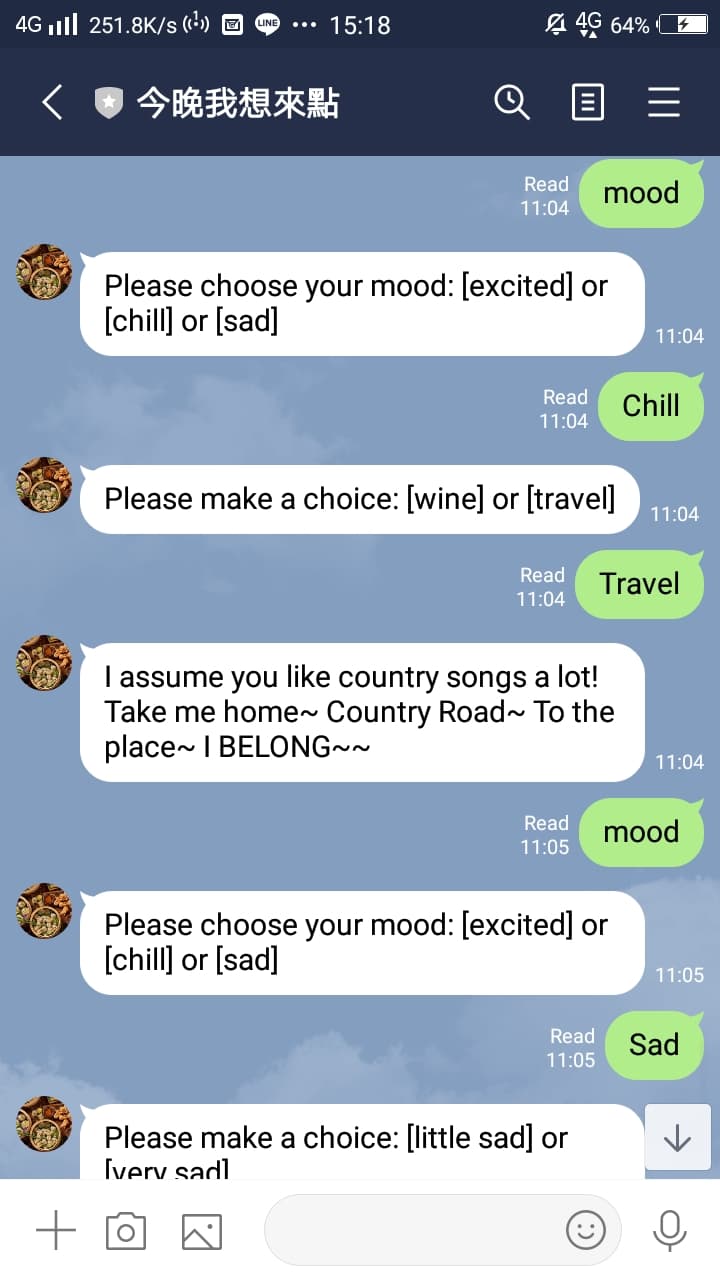 4G 251.8K/s LINE 15:18 4G 64%
今晚我想來點
Read
11:04
mood
Please choose your mood: [excited] or
[chill] or [sad]
11:04
Read
11:04
Chill
Please make a choice: [wine] or [travel]
11:04
Read
11:04
Travel
I assume you like country songs a lot!
Take me home~ Country Road~ To the
place~ I BELONG~~
11:04
Read
11:05
mood
Please choose your mood: [excited] or
[chill] or [sad]
11:05
Read
11:05
Sad
Please make a choice: [little sad] or
[very sad]